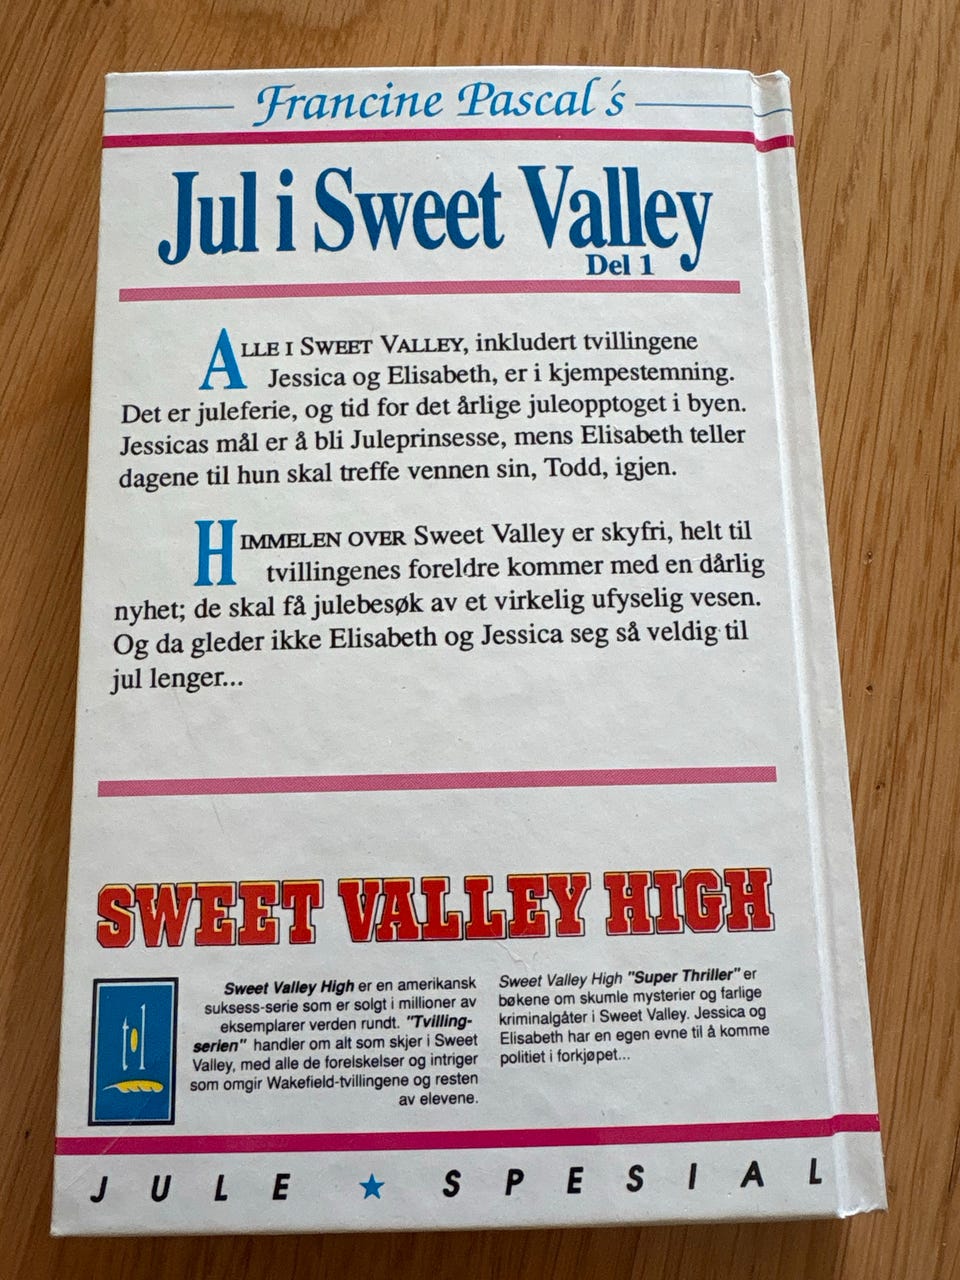 Francine Pascal´s
Jul i Sweet Valley
Del 1
ALLE I SWEET VALLEY, inkludert tvillingene
Jessica og Elisabeth, er i kjempestemning.
Det er juleferie, og tid for det årlige juleopptoget i byen.
Jessicas mål er å bli Juleprinsesse, mens Elisabeth teller
dagene til hun skal treffe vennen sin, Todd, igjen.
HIMMELEN OVER Sweet Valley er skyfri, helt til
tvillingenes foreldre kommer med en dårlig
nyhet; de skal få julebesøk av et virkelig ufyselig vesen.
Og da gleder ikke Elisabeth og Jessica seg så veldig til
jul lenger...
SWEET VALLEY HIGH
tol
Sweet Valley High er en amerikansk
suksess-serie som er solgt i millioner av
eksemplarer verden rundt. "Tvilling-
serien" handler om alt som skjer i Sweet
Valley, med alle de forelskelser og intriger
som omgir Wakefield-tvillingene og resten
av elevene.
Sweet Valley High "Super Thriller" er
bøkene om skumle mysterier og farlige
kriminalgåter i Sweet Valley. Jessica og
Elisabeth har en egen evne til å komme
politiet i forkjøpet...
JULE ★ SPESIAL